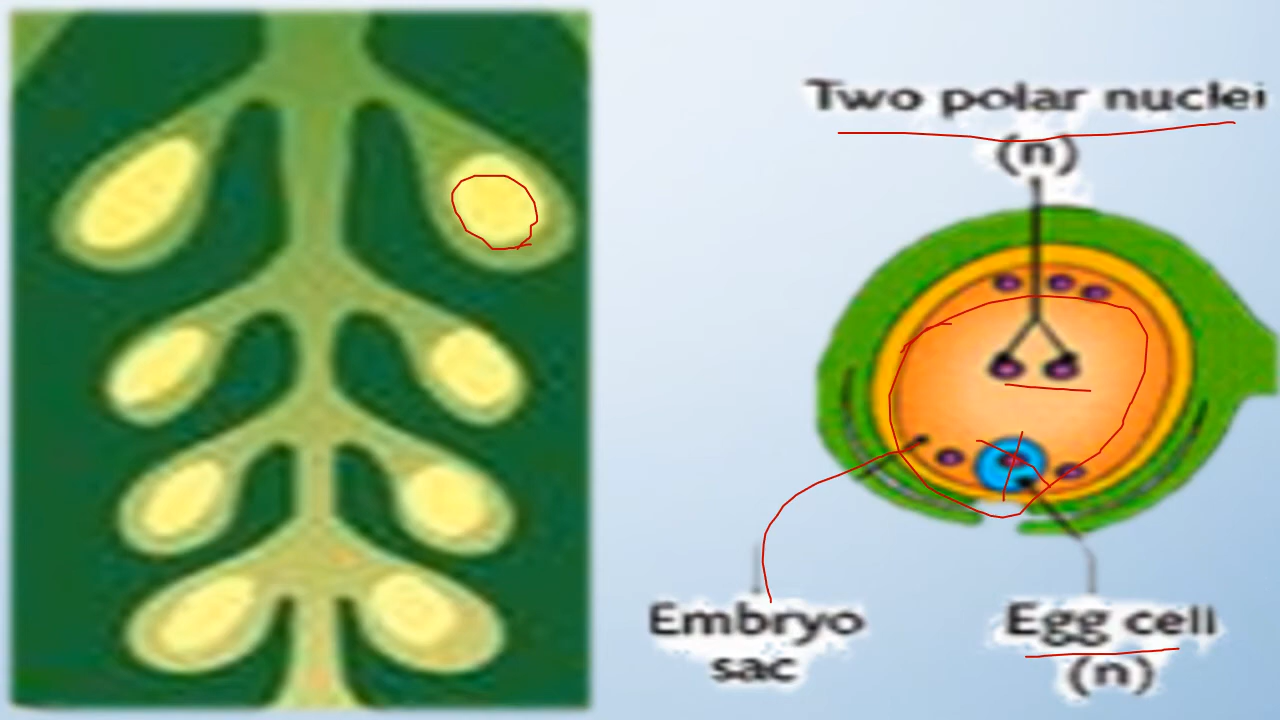 Two polar nuclei
(n)
Embryo
sac
Egg cell
(n)